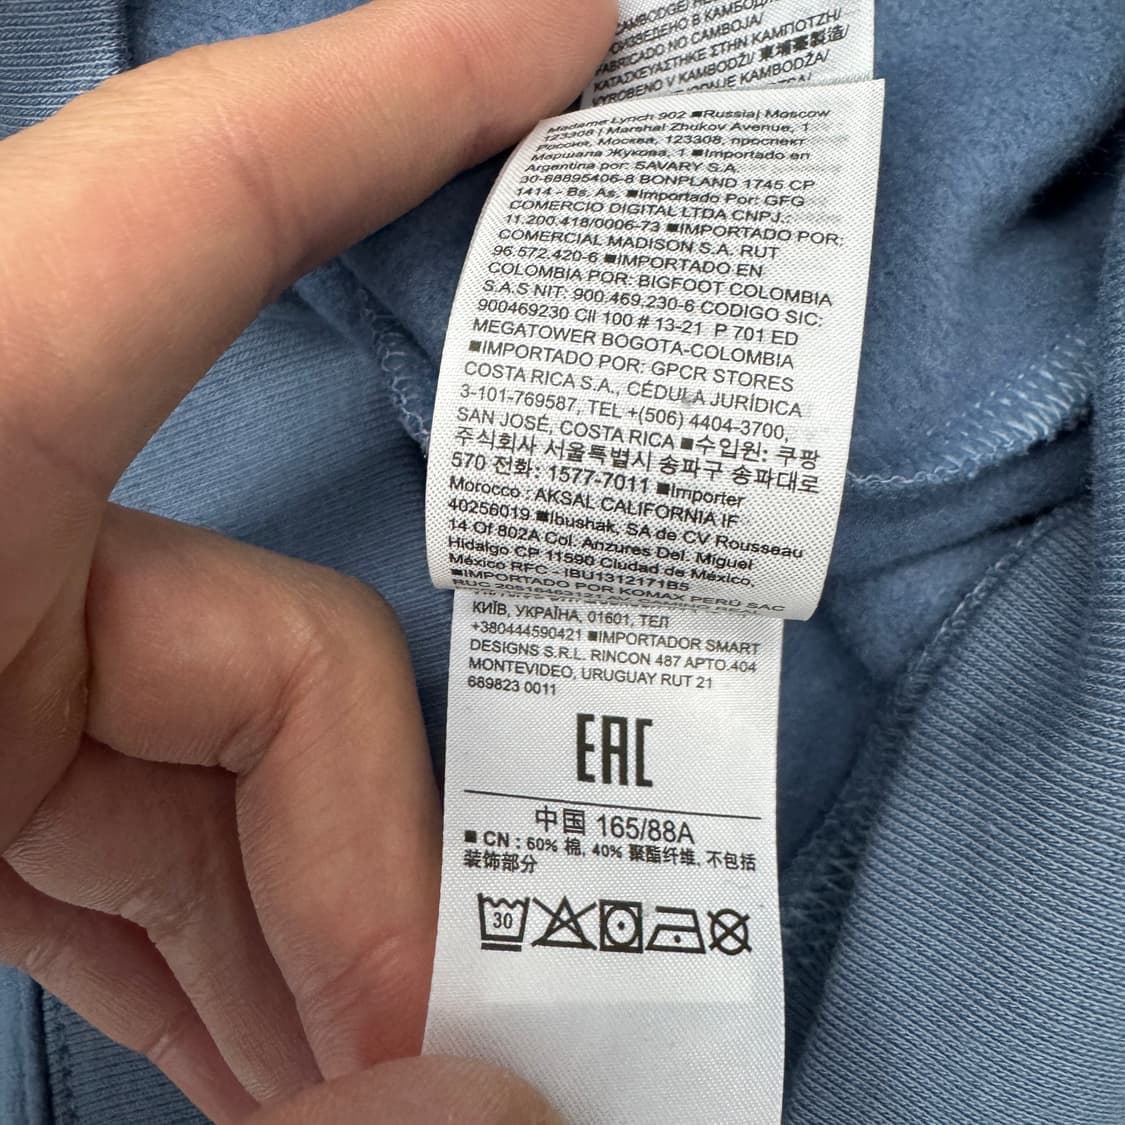 CAMBODGE/
FABRICADO NO CAMBOJA/
ΚΑΤΑΣΚΕΥΑΣΤΗΚΕ ΣΤΗΝ ΚΑΜΠΟΤΖΗ/
VYROBENO V KAMBODŽI/ 柬埔寨製造/
KAMBODŽA/
Madame Lynch 902 ■Russia| Moscow
123308 | Marshal Zhukov Avenue, 1
Россия, Москва, 123308, проспект
Маршала Жукова, 1 ■Importado en
Argentina por: SAVARY S.A.
30-68895406-8 BONPLAND 1745 CP
1414 - Bs. As. ■Importado Por: GFG
COMERCIO DIGITAL LTDA CNPJ.:
11.200.418/0006-73 ■IMPORTADO POR:
COMERCIAL MADISON S.A. RUT
96.572.420-6 ■IMPORTADO EN
COLOMBIA POR: BIGFOOT COLOMBIA
S.A.S NIT: 900.469.230-6 CODIGO SIC:
900469230 Cll 100 # 13-21 P 701 ED
MEGATOWER BOGOTA-COLOMBIA
■IMPORTADO POR: GPCR STORES
COSTA RICA S.A., CÉDULA JURÍDICA
3-101-769587, TEL +(506) 4404-3700,
SAN JOSÉ, COSTA RICA ■수입원: 쿠팡
주식회사 서울특별시 송파구 송파대로
570 전화: 1577-7011 ■Importer
Morocco : AKSAL CALIFORNIA IF
40256019 ■Ibushak, SA de CV Rousseau
14 Of 802A Col. Anzures Del. Miguel
Hidalgo CP 11590 Ciudad de México,
México RFC - IBU1312171B5
■IMPORTADO POR KOMAX PERÚ SAC
RUC
КИЇВ, УКРАЇНА, 01601, ТЕЛ
+380444590421 ■IMPORTADOR SMART
DESIGNS S.R.L. RINCON 487 APTO.404
MONTEVIDEO, URUGUAY RUT 21
689823 0011
EAC
中国 165/88A
■ CN : 60% 棉, 40% 聚酯纤维, 不包括
装饰部分
30